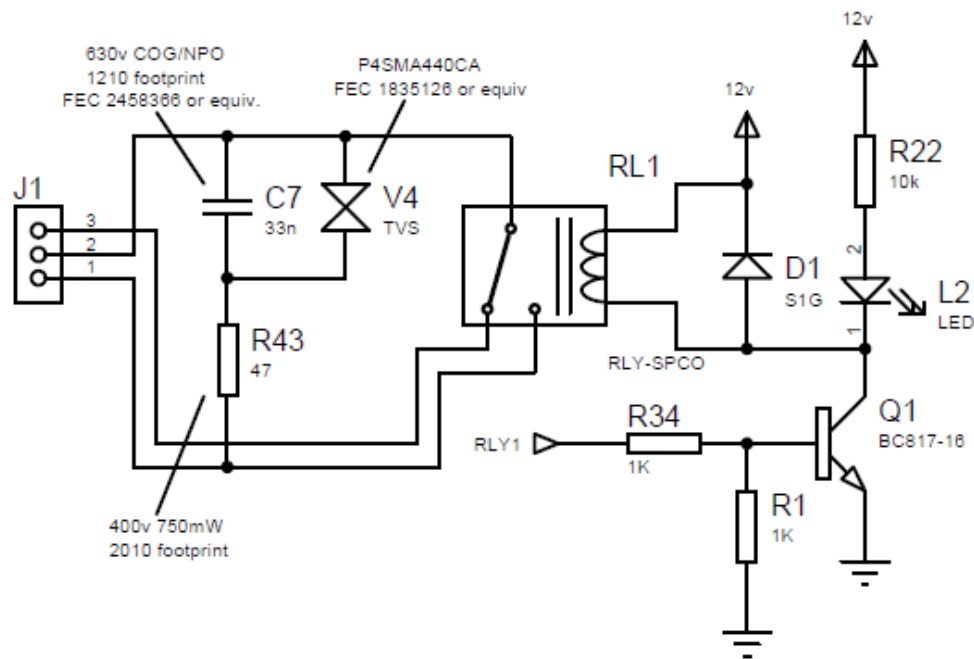 630v COG/NPO
1210 footprint
FEC 2458366 or equiv.
P4SMA440CA
FEC 1835126 or equiv
12v
12v
J1
3
2
1
C7
33n
V4
TVS
RL1
R22
10k
2
D1
S1G
L2
LED
1
R43
47
RLY-SPCO
Q1
BC817-16
R34
1K
RLY1
R1
1K
400v 750mW
2010 footprint